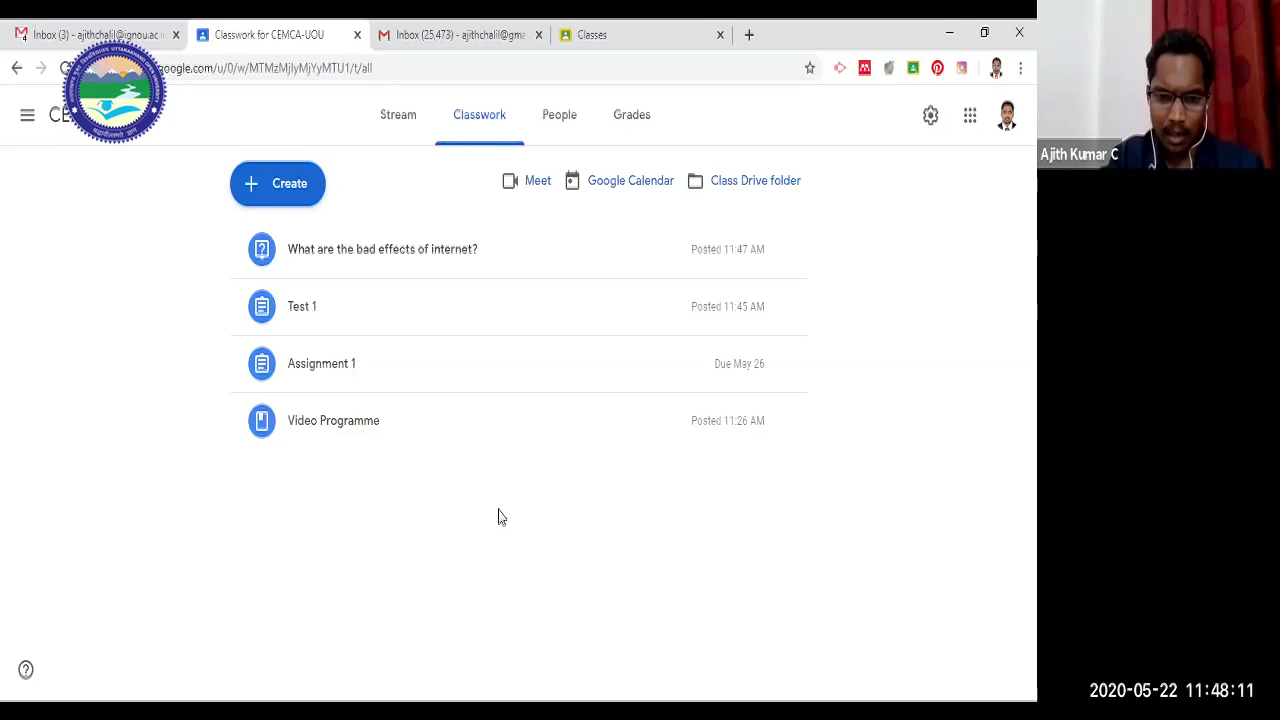 Inbox (3) - ajithchalil@ignou.ac.i
Classwork for CEMCA-UOU
Inbox (25,473) - ajithchalil@gma
Classes
google.com/u/0/w/MTMzMjIyMjYyMTU1/t/all
Stream
Classwork
People
Grades
Create
Meet
Google Calendar
Class Drive folder
What are the bad effects of internet?
Posted 11:47 AM
Test 1
Posted 11:45 AM
Assignment 1
Due May 26
Video Programme
Posted 11:26 AM
Ajith Kumar C
2020-05-22 11:48:11